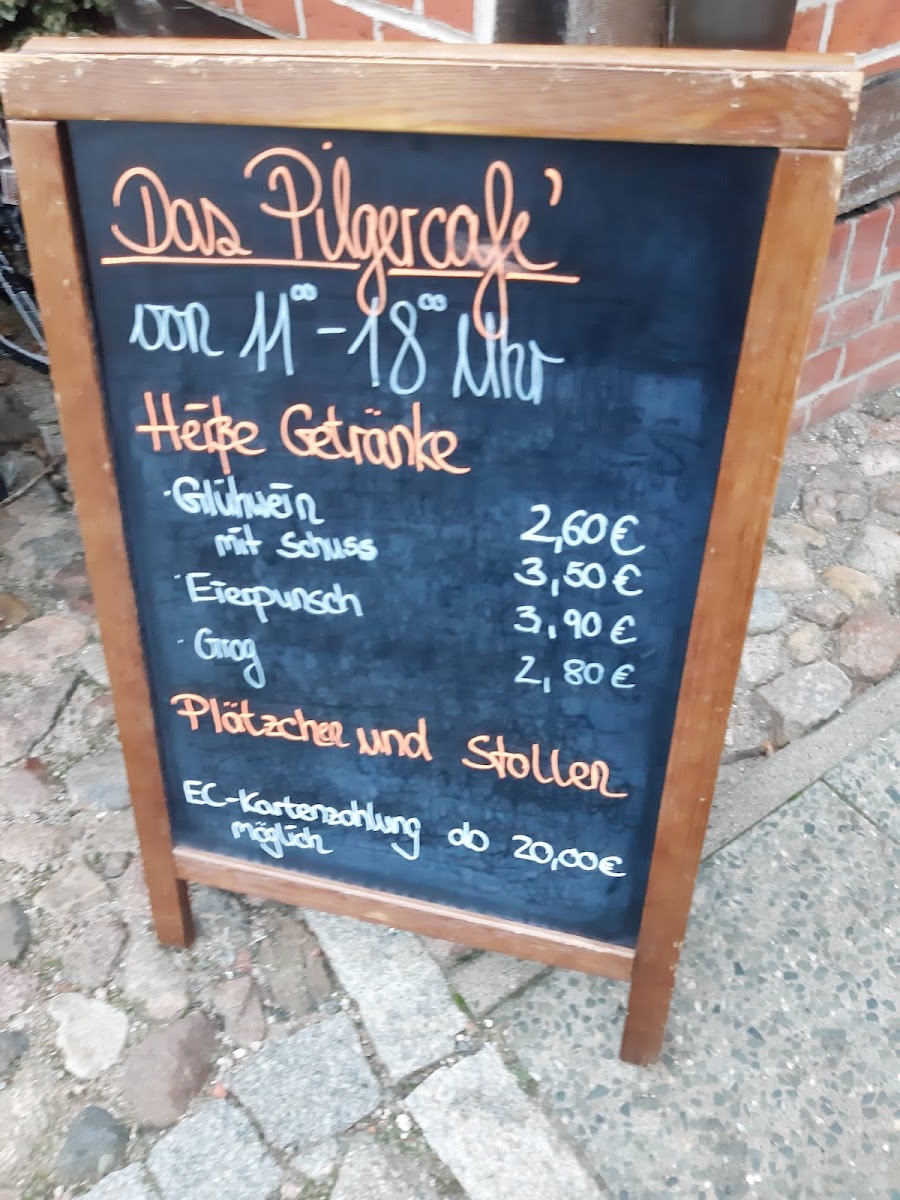 Das Pilgercafe'
von 11⁰⁰-18⁰⁰ Uhr
Heiße Getränke
· Glühwein 2,60€
mit Schuss 3,50€
· Eierpunsch 3,90€
· Grog 2,80€
Plätzchen und Stollen
EC-Kartenzahlung ab 20,00€
möglich